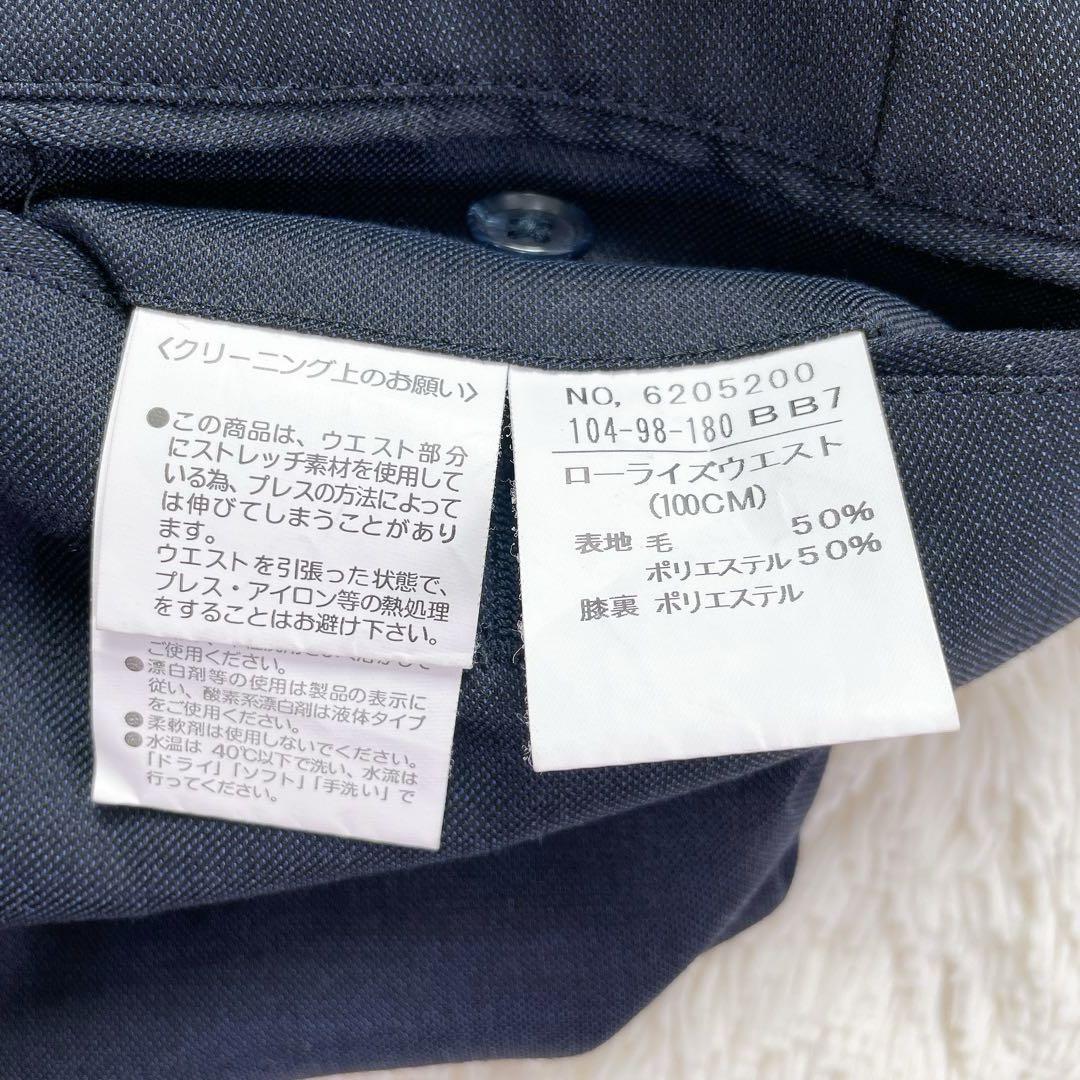 〈クリーニング上のお願い〉
●この商品は、ウエスト部分
にストレッチ素材を使用して
いる為、プレスの方法によって
は伸びてしまうことがあり
ます。
ウエストを引張った状態で、
プレス・アイロン等の熱処理
をすることはお避け下さい。
ご使用ください。
●漂白剤等の使用は製品の表示に
従い、酸素系漂白剤は液体タイプ
をご使用ください。
●柔軟剤は使用しないでください。
●水温は 40℃以下で洗い、水流は
「ドライ」「ソフト」「手洗い」で
行ってください。
NO, 6205200
104-98-180 BB7
ローライズウエスト
(100CM)
表地 毛 50%
ポリエステル50%
膝裏 ポリエステル